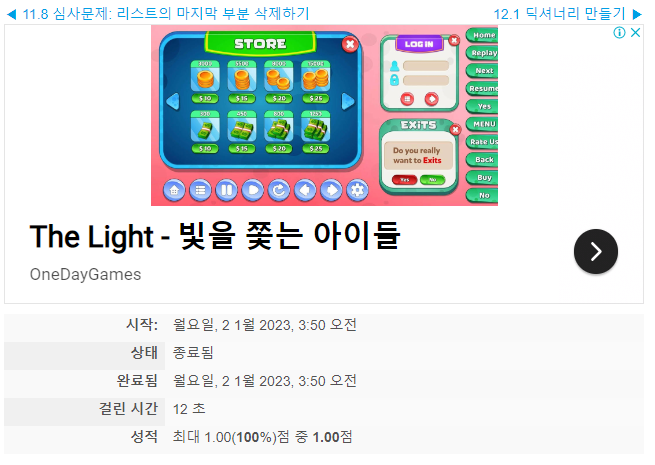 ◀ 11.8 심사문제: 리스트의 마지막 부분 삭제하기
12.1 딕셔너리 만들기 ▶
STORE
$ 10
$ 15
$ 20
$ 25
$ 10
$ 15
$ 20
$ 25
LOG IN
EXiTS
Do you really
want to Exits
Yes
No
Home
Replay
Next
Resume
Yes
MENU
Rate Us
Back
Buy
No
The Light - 빛을 쫓는 아이들
OneDayGames
시작: 월요일, 2 1월 2023, 3:50 오전
상태 종료됨
완료됨 월요일, 2 1월 2023, 3:50 오전
걸린 시간 12 초
성적 최대 1.00(100%)점 중 1.00점